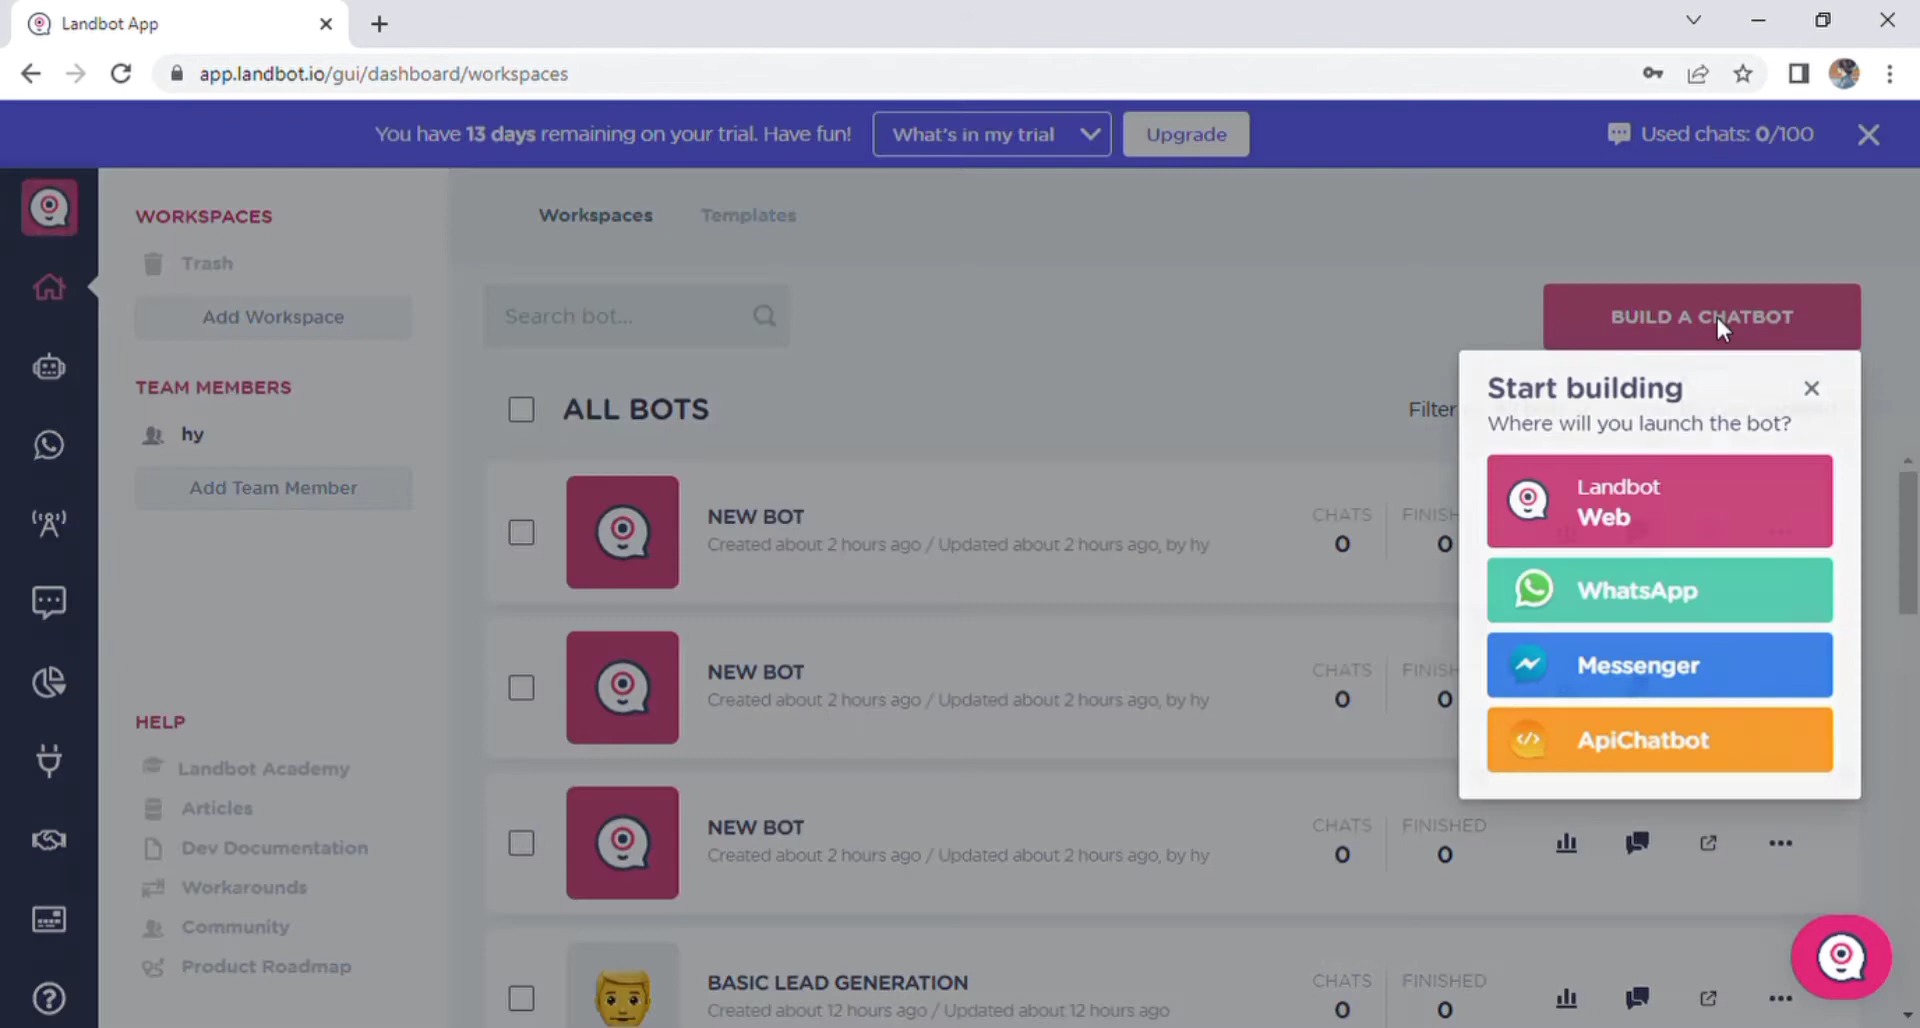 Landbot App
app.landbot.io/gui/dashboard/workspaces
You have 13 days remaining on your trial. Have fun!
What's in my trial
Upgrade
Used chats: 0/100
WORKSPACES
Trash
Add Workspace
TEAM MEMBERS
hy
Add Team Member
HELP
Landbot Academy
Articles
Dev Documentation
Workarounds
Community
Product Roadmap
Workspaces
Templates
Search bot...
BUILD A CHATBOT
ALL BOTS
Filter
Start building
Where will you launch the bot?
Landbot
Web
WhatsApp
Messenger
ApiChatbot
NEW BOT
Created about 2 hours ago / Updated about 2 hours ago, by hy
CHATS
0
FINISH
0
NEW BOT
Created about 2 hours ago / Updated about 2 hours ago, by hy
CHATS
0
FINISH
0
NEW BOT
Created about 2 hours ago / Updated about 2 hours ago, by hy
CHATS
0
FINISHED
0
BASIC LEAD GENERATION
Created about 12 hours ago / Updated about 12 hours ago
CHATS
0
FINISHED
0